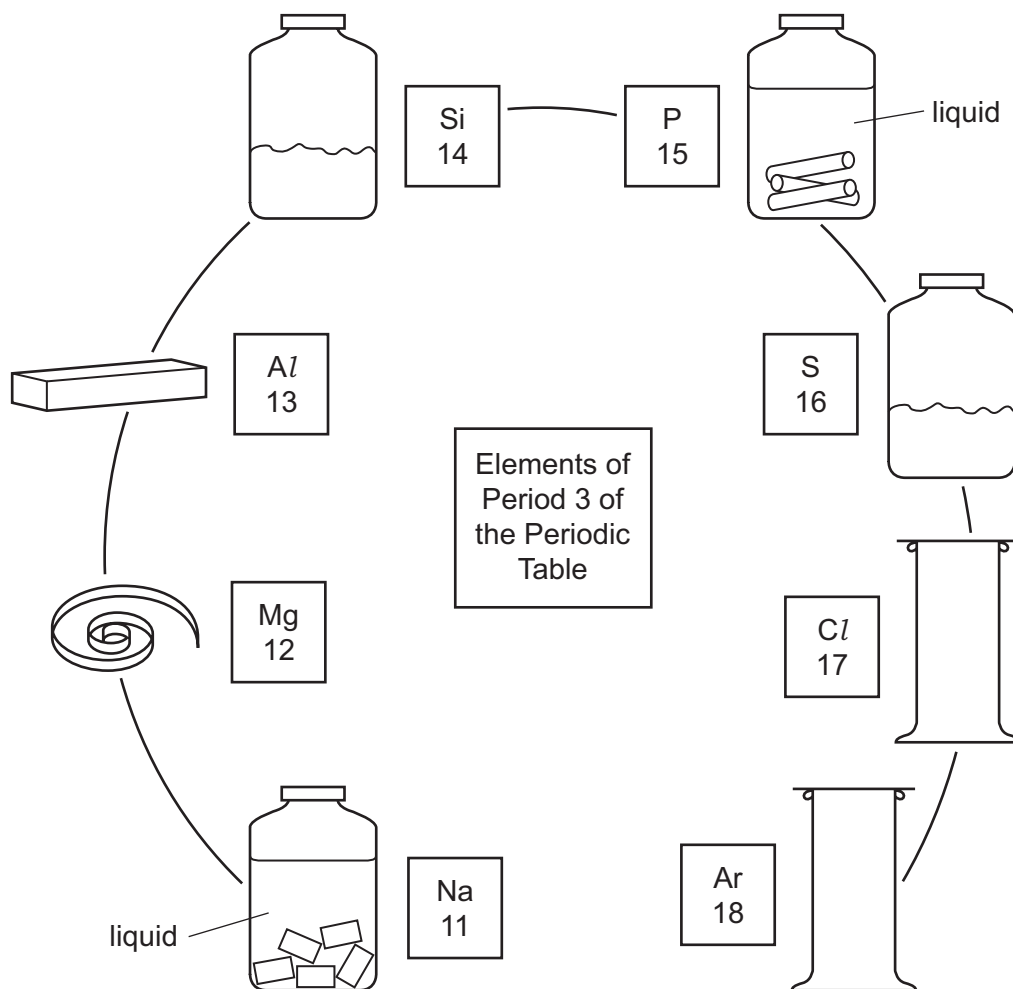 Si
14
P
15
liquid
Al
13
S
16
Elements of
Period 3 of
the Periodic
Table
Mg
12
Cl
17
Na
11
liquid
Ar
18